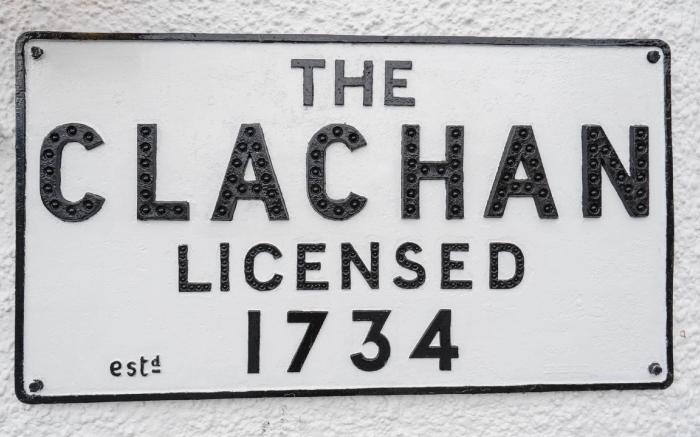 THE
CLACHAN
LICENSED
1734
estd